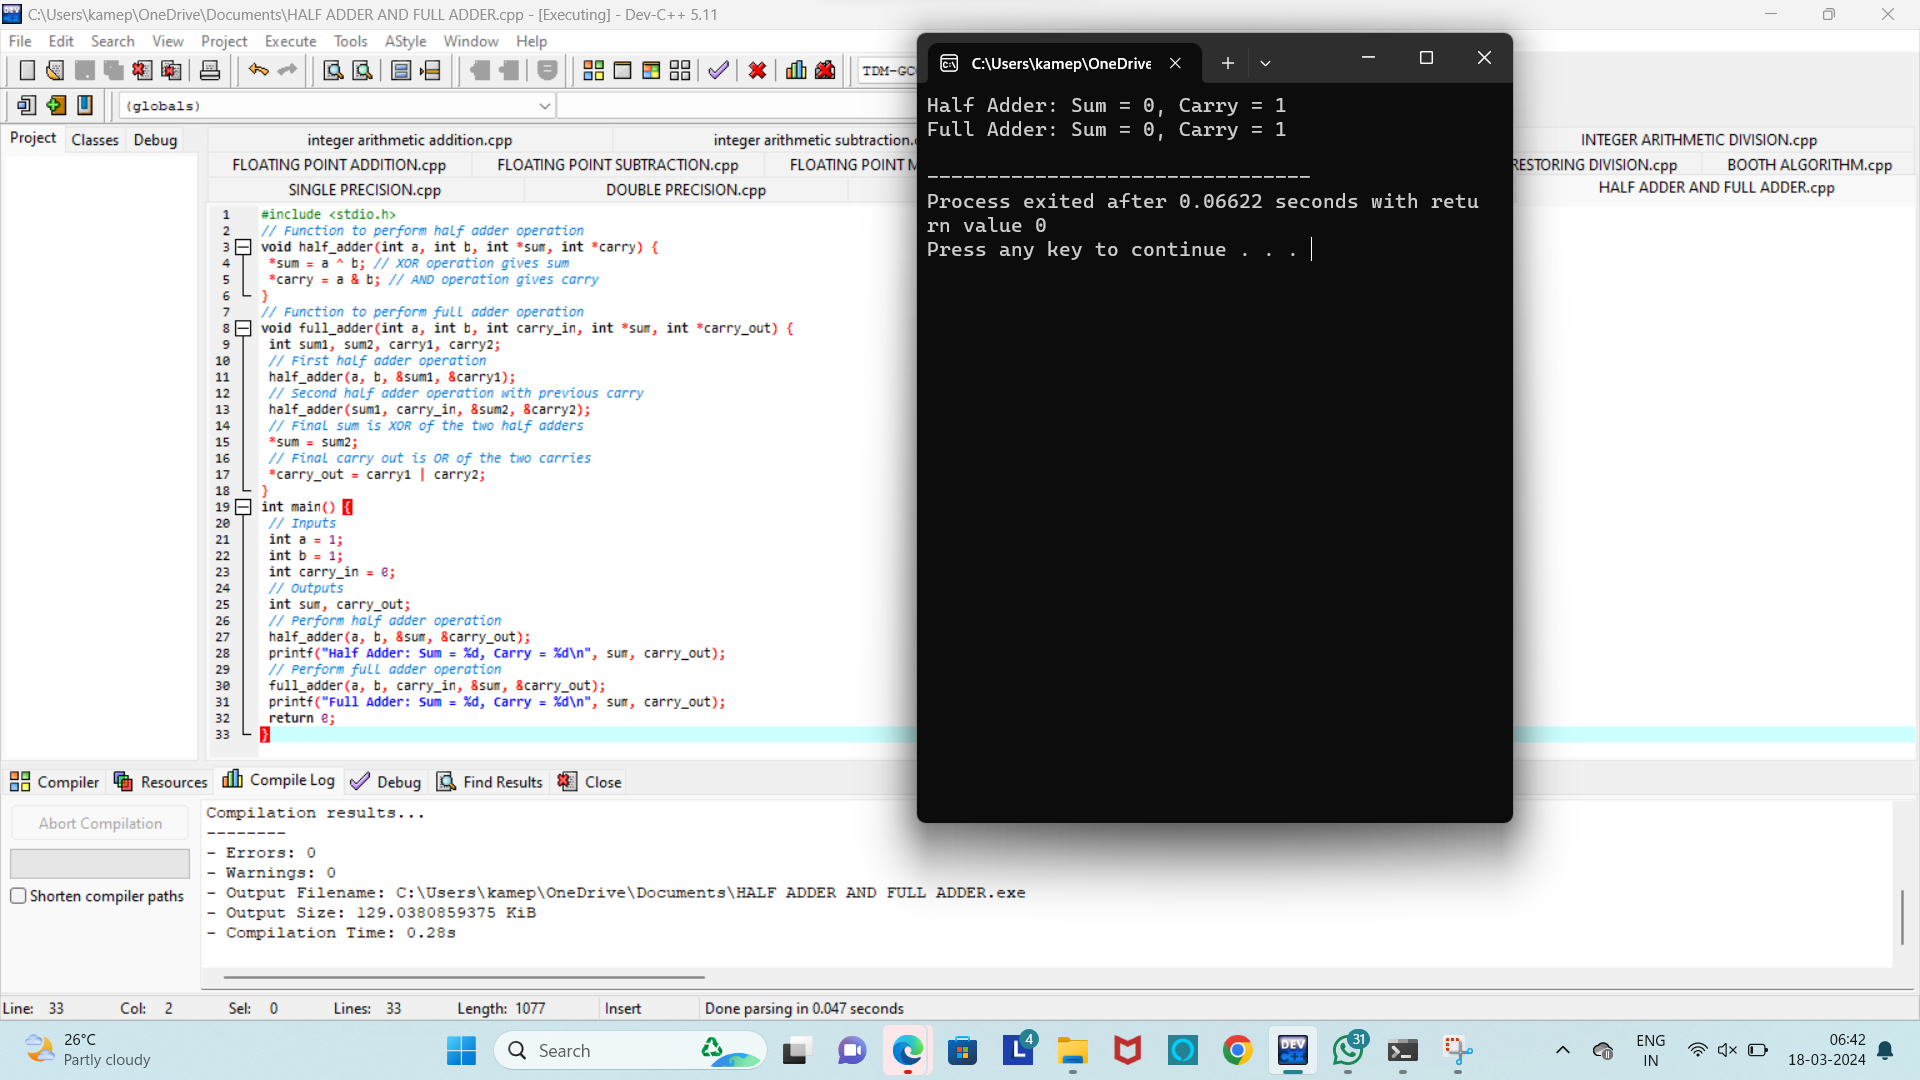 C:\Users\kamep\OneDrive\Documents\HALF ADDER AND FULL ADDER.cpp - [Executing] - Dev-C++ 5.11
File Edit Search View Project Execute Tools AStyle Window Help
TDM-GC
(globals)
Project Classes Debug
integer arithmetic addition.cpp integer arithmetic subtraction. INTEGER ARITHMETIC DIVISION.cpp
FLOATING POINT ADDITION.cpp FLOATING POINT SUBTRACTION.cpp FLOATING POINT M RESTORING DIVISION.cpp BOOTH ALGORITHM.cpp
SINGLE PRECISION.cpp DOUBLE PRECISION.cpp HALF ADDER AND FULL ADDER.cpp
1 #include <stdio.h>
2 // Function to perform half adder operation
3 void half_adder(int a, int b, int *sum, int *carry) {
4 *sum = a ^ b; // XOR operation gives sum
5 *carry = a & b; // AND operation gives carry
6 }
7 // Function to perform full adder operation
8 void full_adder(int a, int b, int carry_in, int *sum, int *carry_out) {
9 int sum1, sum2, carry1, carry2;
10 // First half adder operation
11 half_adder(a, b, &sum1, &carry1);
12 // Second half adder operation with previous carry
13 half_adder(sum1, carry_in, &sum2, &carry2);
14 // Final sum is XOR of the two half adders
15 *sum = sum2;
16 // Final carry out is OR of the two carries
17 *carry_out = carry1 | carry2;
18 }
19 int main() {
20 // Inputs
21 int a = 1;
22 int b = 1;
23 int carry_in = 0;
24 // Outputs
25 int sum, carry_out;
26 // Perform half adder operation
27 half_adder(a, b, &sum, &carry_out);
28 printf("Half Adder: Sum = %d, Carry = %d\n", sum, carry_out);
29 // Perform full adder operation
30 full_adder(a, b, carry_in, &sum, &carry_out);
31 printf("Full Adder: Sum = %d, Carry = %d\n", sum, carry_out);
32 return 0;
33 }
C:\Users\kamep\OneDrive
Half Adder: Sum = 0, Carry = 1
Full Adder: Sum = 0, Carry = 1
--------------------------------
Process exited after 0.06622 seconds with retu
rn value 0
Press any key to continue . . .
Compiler Resources Compile Log Debug Find Results Close
Abort Compilation
Shorten compiler paths
Compilation results...
--------
- Errors: 0
- Warnings: 0
- Output Filename: C:\Users\kamep\OneDrive\Documents\HALF ADDER AND FULL ADDER.exe
- Output Size: 129.0380859375 KiB
- Compilation Time: 0.28s
Line: 33 Col: 2 Sel: 0 Lines: 33 Length: 1077 Insert Done parsing in 0.047 seconds
26°C
Partly cloudy
Search
4
DEV
C++
31
ENG
IN
06:42
18-03-2024